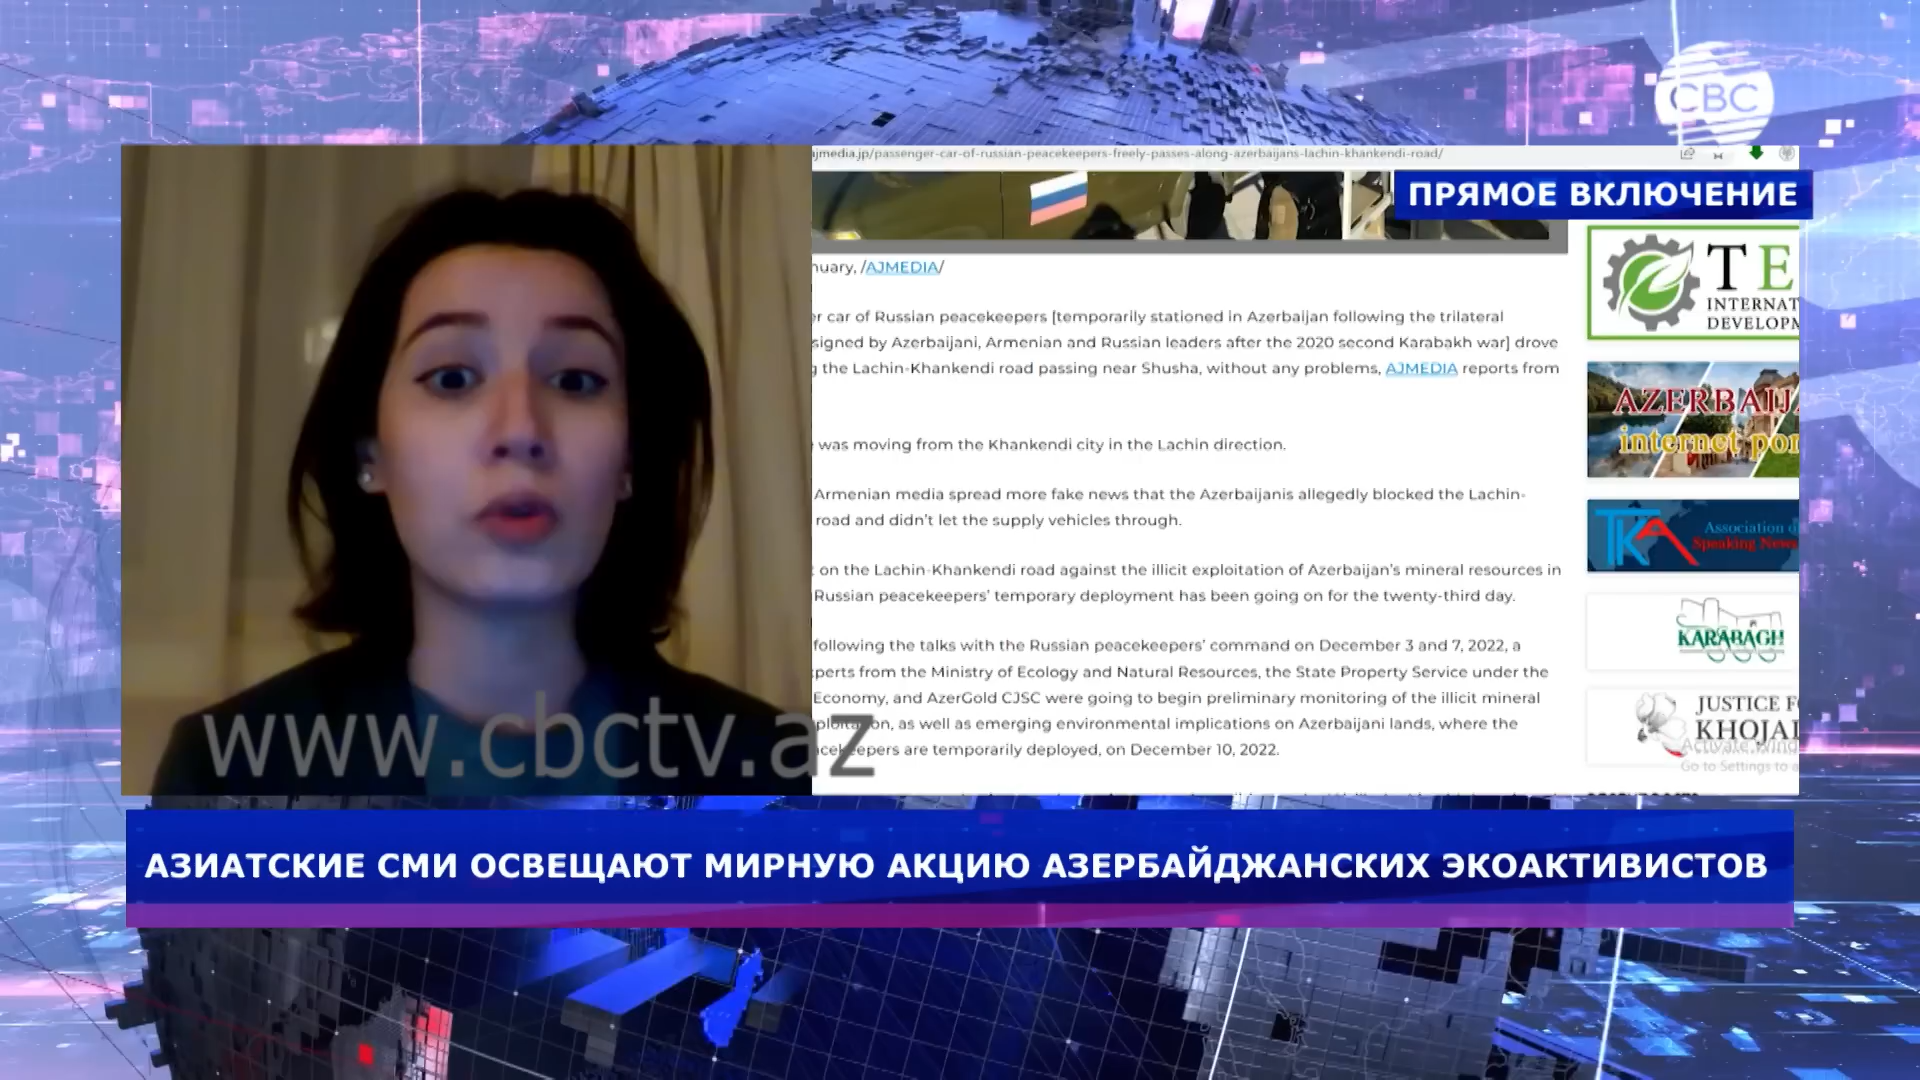 CBC
ajmedia.jp/passenger-car-of-russian-peacekeepers-freely-passes-along-azerbaijans-lachin-khankendi-road/
ПРЯМОЕ ВКЛЮЧЕНИЕ
/AJMEDIA/
car of Russian peacekeepers [temporarily stationed in Azerbaijan following the trilateral
signed by Azerbaijani, Armenian and Russian leaders after the 2020 second Karabakh war] drove
the Lachin-Khankendi road passing near Shusha, without any problems, AJMEDIA reports from
was moving from the Khankendi city in the Lachin direction.
Armenian media spread more fake news that the Azerbaijanis allegedly blocked the Lachin-
road and didn't let the supply vehicles through.
on the Lachin-Khankendi road against the illicit exploitation of Azerbaijan's mineral resources in
Russian peacekeepers' temporary deployment has been going on for the twenty-third day.
following the talks with the Russian peacekeepers' command on December 3 and 7, 2022, a
perts from the Ministry of Ecology and Natural Resources, the State Property Service under the
Economy, and AzerGold CJSC were going to begin preliminary monitoring of the illicit mineral
as well as emerging environmental implications on Azerbaijani lands, where the
are temporarily deployed, on December 10, 2022.
TE
INTERNAT
DEVELOPM
AZERBAIJA
internet por
TKA
Association o
Speaking News
KARABAGH
JUSTICE F
KHOJAL
Activate Wind
Go to Settings to a
www.cbctv.az
АЗИАТСКИЕ СМИ ОСВЕЩАЮТ МИРНУЮ АКЦИЮ АЗЕРБАЙДЖАНСКИХ ЭКОАКТИВИСТОВ